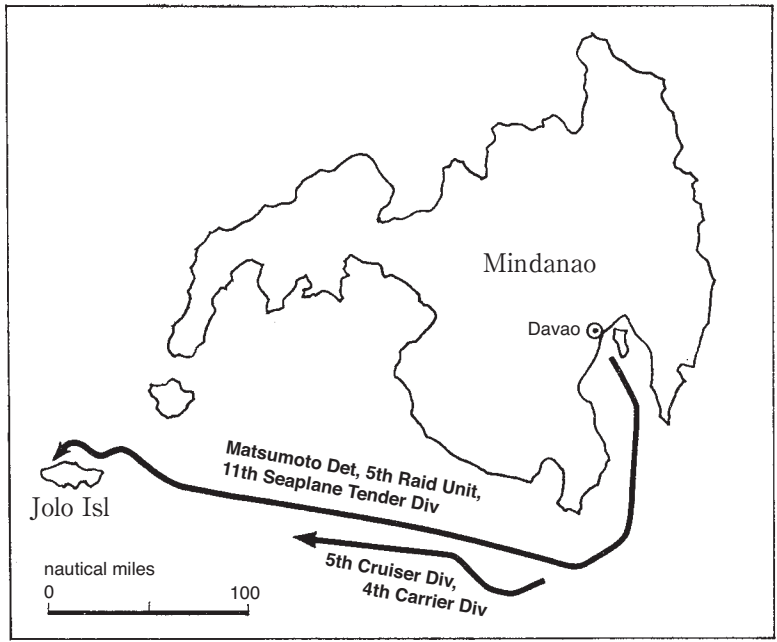 Mindanao
Davao
Matsumoto Det, 5th Raid Unit,
11th Seaplane Tender Div
Jolo Isl
5th Cruiser Div,
4th Carrier Div
nautical miles
0 100